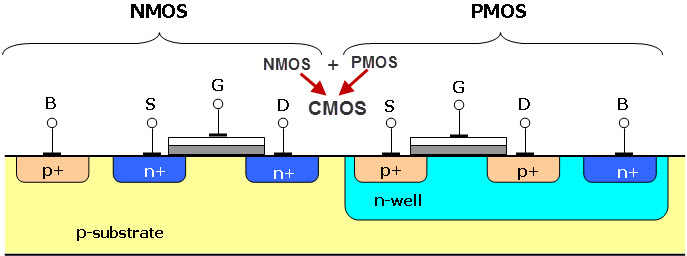 NMOS PMOS
NMOS + PMOS
CMOS
B S G D S G D B
p+ n+ n+ p+ p+ n+
n-well
p-substrate